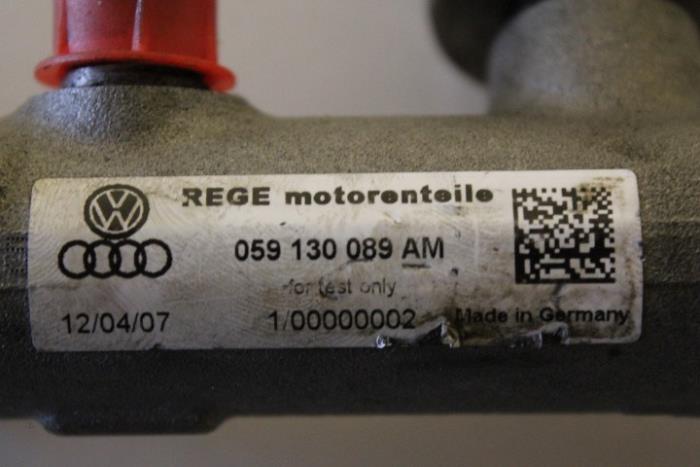 REGE motorenteile
059 130 089 AM
for test only
12/04/07 1/00000002 Made in Germany